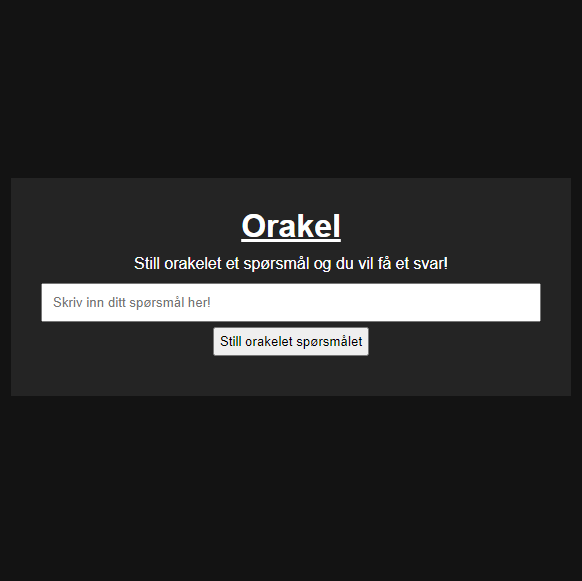 Orakel
Still orakelet et spørsmål og du vil få et svar!
Skriv inn ditt spørsmål her!
Still orakelet spørsmålet